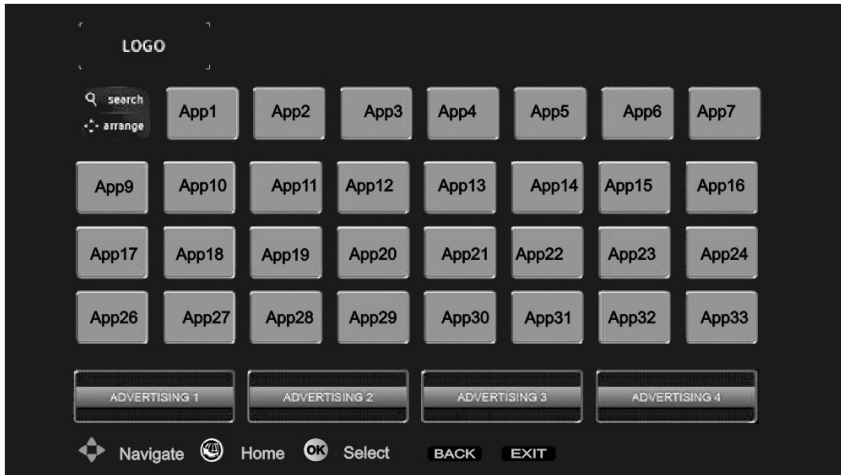 LOGO
search
arrange
App1 App2 App3 App4 App5 App6 App7
App9 App10 App11 App12 App13 App14 App15 App16
App17 App18 App19 App20 App21 App22 App23 App24
App26 App27 App28 App29 App30 App31 App32 App33
ADVERTISING 1 ADVERTISING 2 ADVERTISING 3 ADVERTISING 4
Navigate Home OK Select BACK EXIT